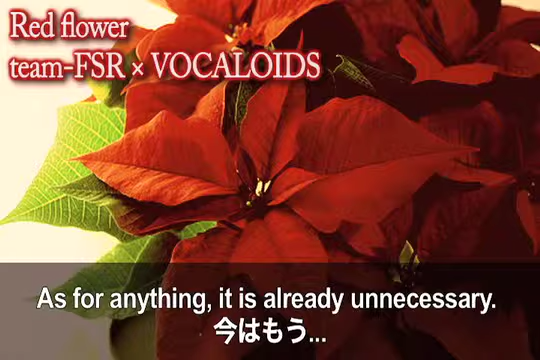 Red flower
team-FSR × VOCALOIDS
As for anything, it is already unnecessary.
今はもう...